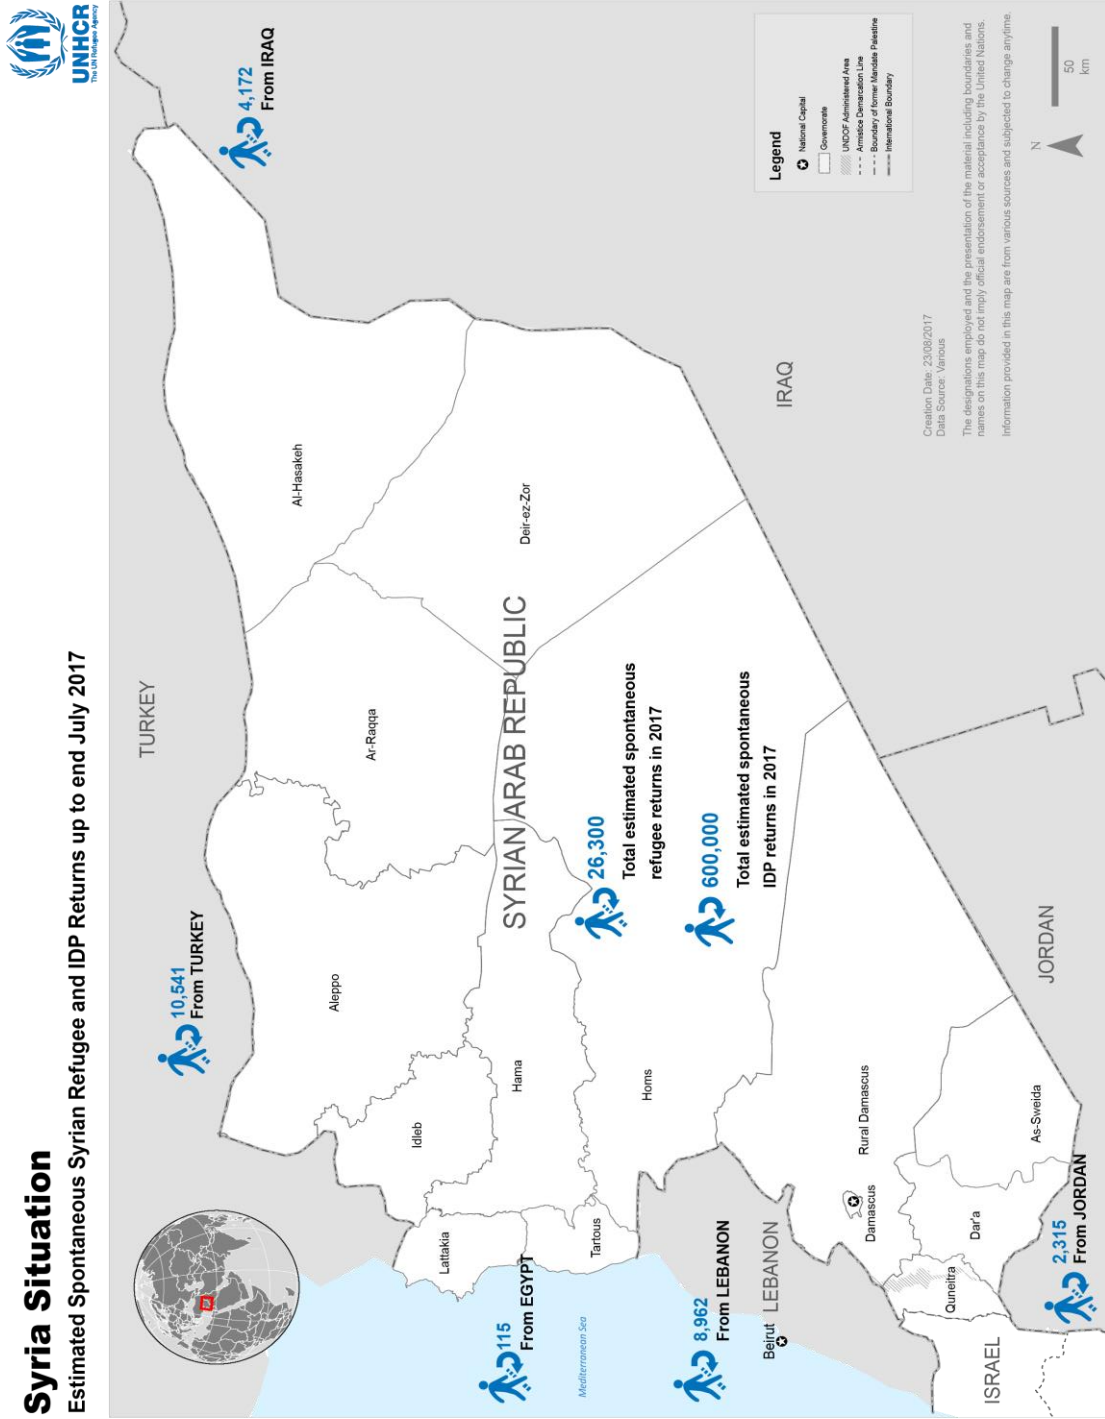 Syria Situation
Estimated Spontaneous Syrian Refugee and IDP Returns up to end July 2017
UNHCR
The UN Refugee Agency
TURKEY
10,541
From TURKEY
4,172
From IRAQ
Al-Hasakeh
Ar-Raqqa
Aleppo
Idleb
Lattakia
Hama
Deir-ez-Zor
SYRIAN ARAB REPUBLIC
115
From EGYPT
Mediterranean Sea
Tartous
Homs
26,300
Total estimated spontaneous
refugee returns in 2017
600,000
Total estimated spontaneous
IDP returns in 2017
8,962
From LEBANON
Beirut
LEBANON
IRAQ
Rural Damascus
Damascus
Quneitra
Dar'a
As-Sweida
ISRAEL
JORDAN
2,315
From JORDAN
Legend
National Capital
Governorate
UNDOF Administered Area
Armistice Demarcation Line
Boundary of former Mandate Palestine
International Boundary
Creation Date: 23/08/2017
Data Source: Various
The designations employed and the presentation of the material including boundaries and
names on this map do not imply official endorsement or acceptance by the United Nations.
Information provided in this map are from various sources and subjected to change anytime.
N
50
km